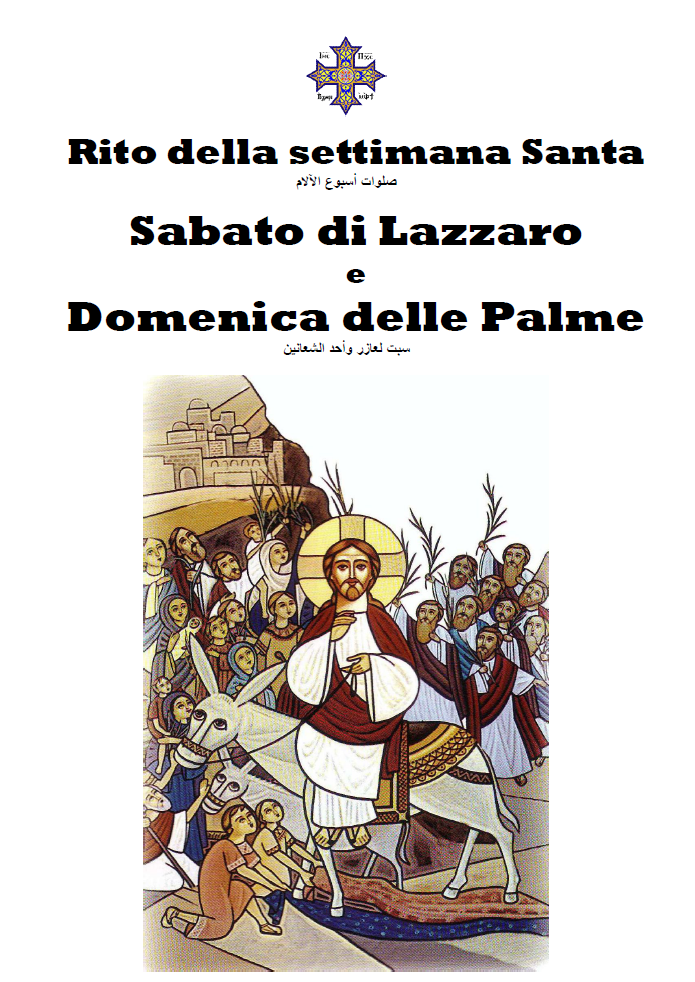 Rito della settimana Santa
صلوات أسبوع الآلام
Sabato di Lazzaro
e
Domenica delle Palme
سبت لعازر وأحد الشعانين